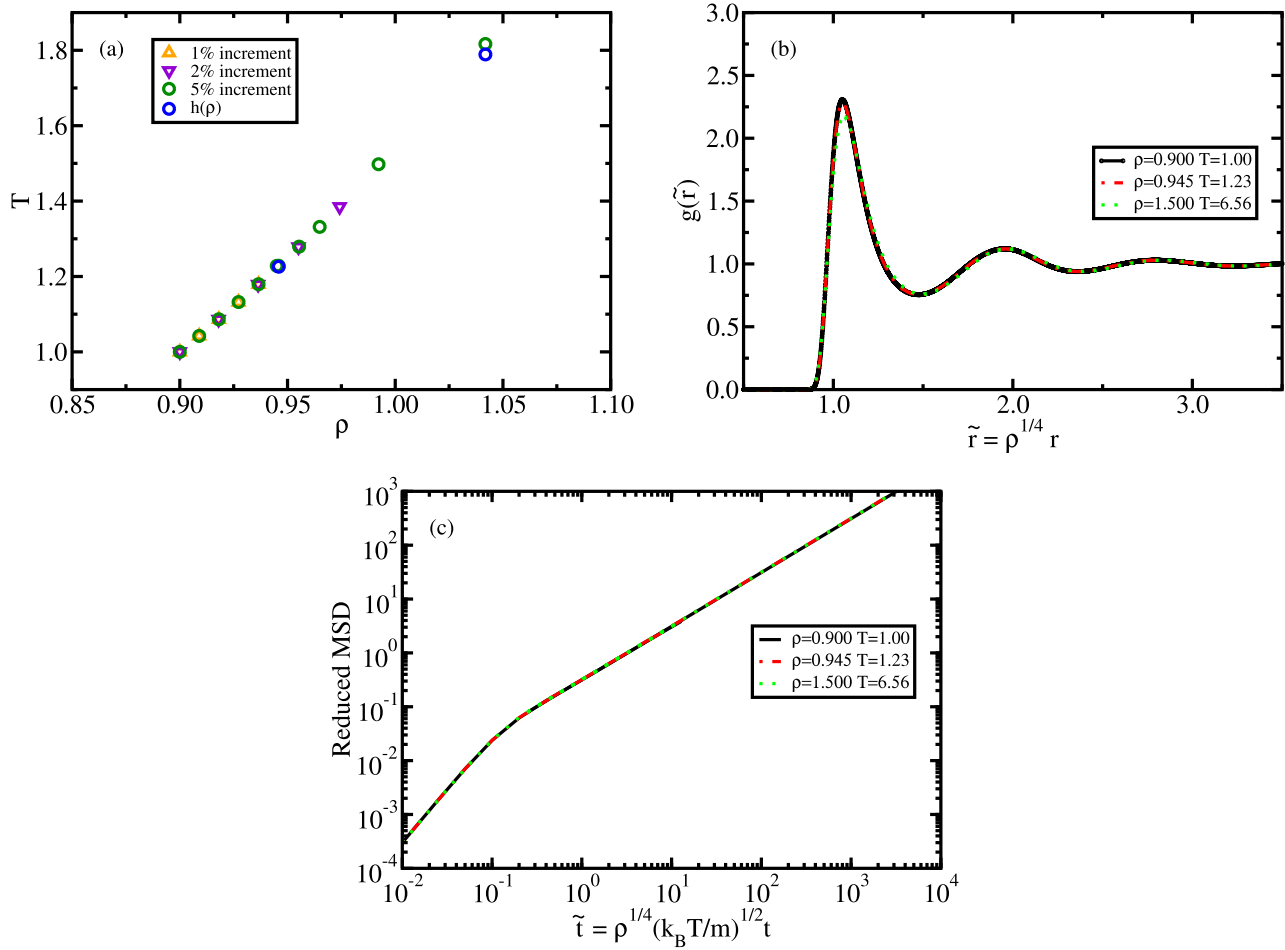 (a)
1% increment
2% increment
5% increment
h(ρ)
T
1.8
1.6
1.4
1.2
1.0
0.85
0.90
0.95
1.00
1.05
1.10
ρ
(b)
g(r̃)
3.0
2.5
2.0
1.5
1.0
0.5
0.0
ρ=0.900 T=1.00
ρ=0.945 T=1.23
ρ=1.500 T=6.56
1.0
2.0
3.0
r̃ = ρ^1/4 r
(c)
Reduced MSD
10^3
10^2
10^1
10^0
10^-1
10^-2
10^-3
10^-4
ρ=0.900 T=1.00
ρ=0.945 T=1.23
ρ=1.500 T=6.56
10^-2
10^-1
10^0
10^1
10^2
10^3
10^4
t̃ = ρ^1/4(k_BT/m)^1/2t